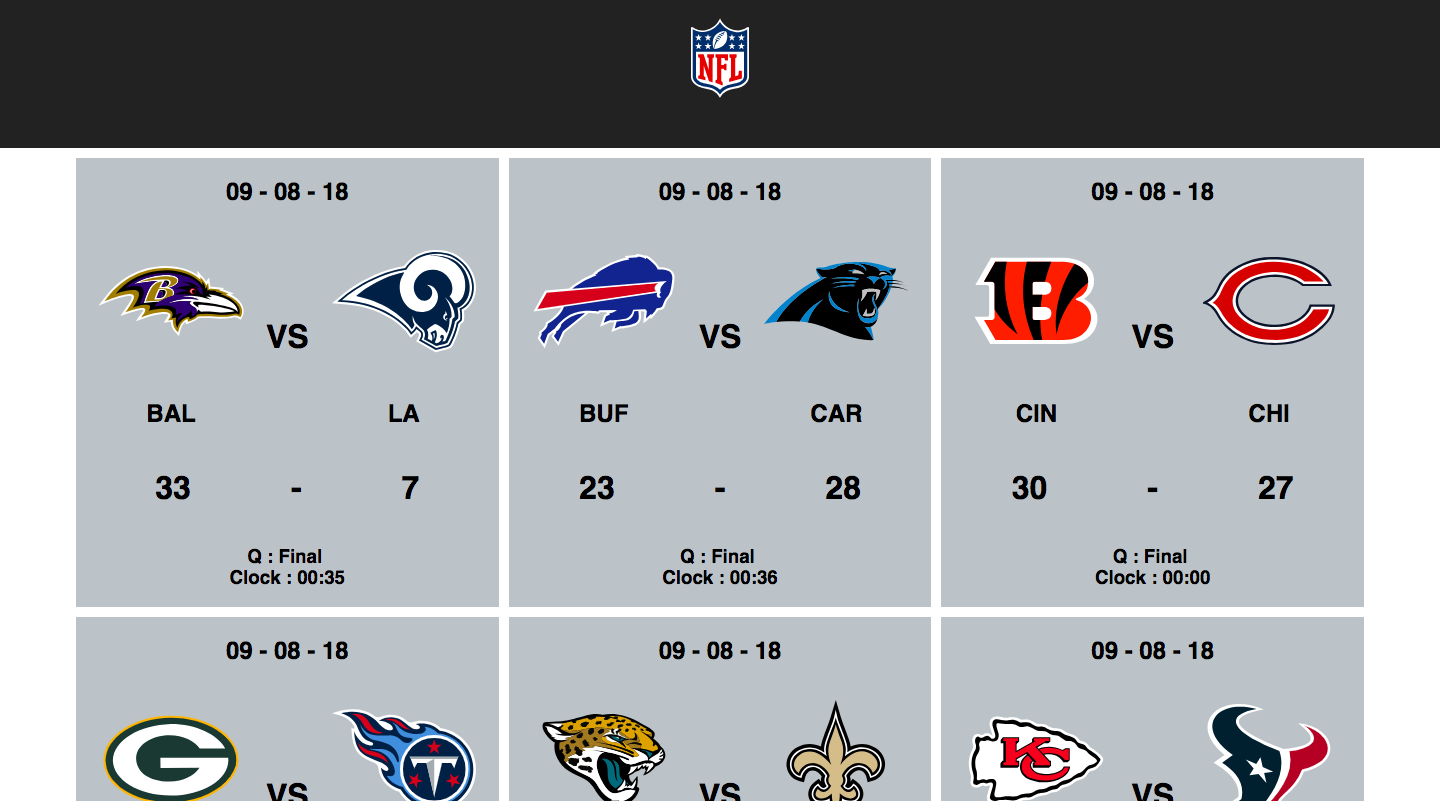 NFL
09 - 08 - 18
09 - 08 - 18
09 - 08 - 18
B
VS
VS
VS
BAL
LA
BUF
CAR
CIN
CHI
33 - 7
23 - 28
30 - 27
Q : Final
Clock : 00:35
Q : Final
Clock : 00:36
Q : Final
Clock : 00:00
09 - 08 - 18
09 - 08 - 18
09 - 08 - 18
G
T
KC
VS
VS
VS